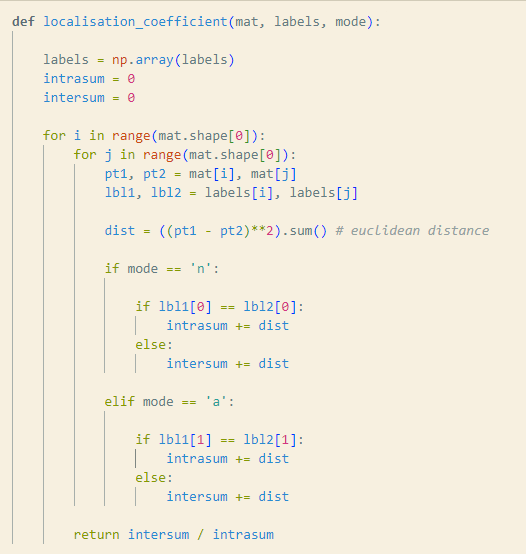 def localisation_coefficient(mat, labels, mode):
labels = np.array(labels)
intrasum = 0
intersum = 0
for i in range(mat.shape[0]):
for j in range(mat.shape[0]):
pt1, pt2 = mat[i], mat[j]
lbl1, lbl2 = labels[i], labels[j]
dist = ((pt1 - pt2)**2).sum() # euclidean distance
if mode == 'n':
if lbl1[0] == lbl2[0]:
intrasum += dist
else:
intersum += dist
elif mode == 'a':
if lbl1[1] == lbl2[1]:
intrasum += dist
else:
intersum += dist
return intersum / intrasum